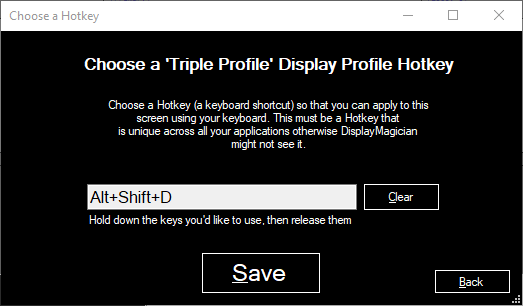 Choose a Hotkey
Choose a 'Triple Profile' Display Profile Hotkey
Choose a Hotkey (a keyboard shortcut) so that you can apply to this
screen using your keyboard. This must be a Hotkey that
is unique across all your applications otherwise DisplayMagician
might not see it.
Alt+Shift+D
Clear
Hold down the keys you'd like to use, then release them
Save
Back